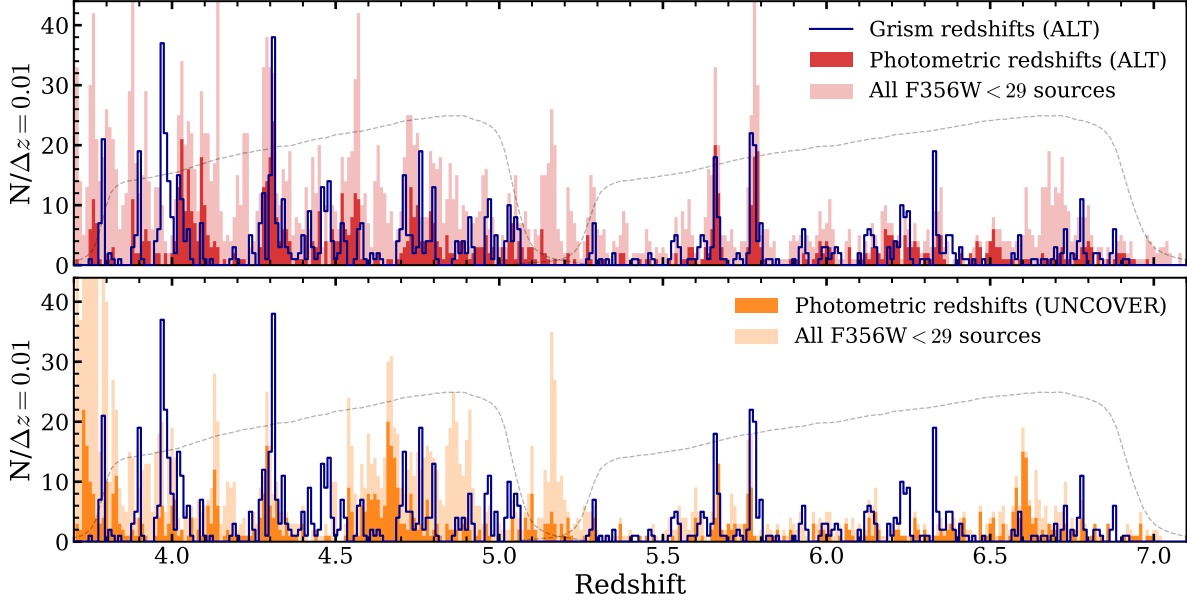 40
30
20
10
0
N/Δz = 0.01
Grism redshifts (ALT)
Photometric redshifts (ALT)
All F356W < 29 sources
40
30
20
10
0
N/Δz = 0.01
Photometric redshifts (UNCOVER)
All F356W < 29 sources
4.0 4.5 5.0 5.5 6.0 6.5 7.0
Redshift